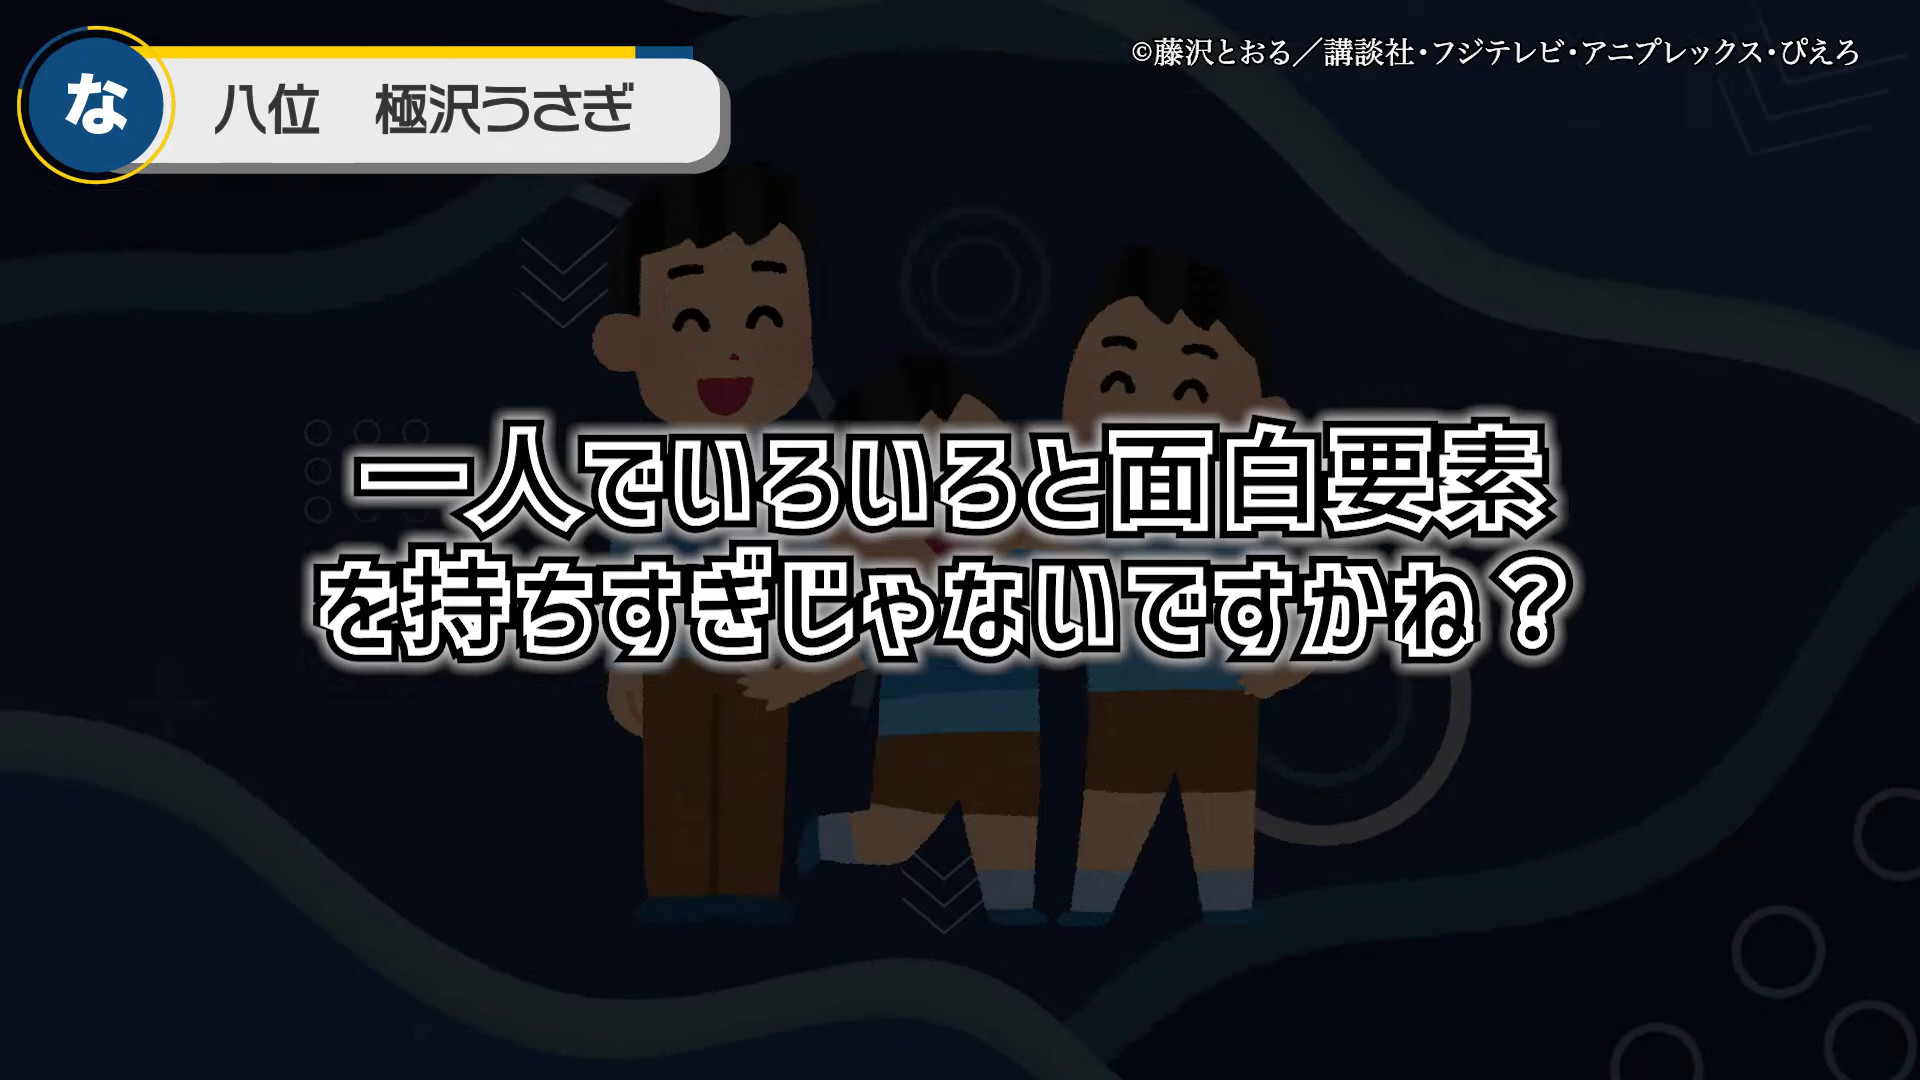 な
八位 極沢うさぎ
©藤沢とおる／講談社・フジテレビ・アニプレックス・ぴえろ
一人でいろいろと面白要素
を持ちすぎじゃないですかね？